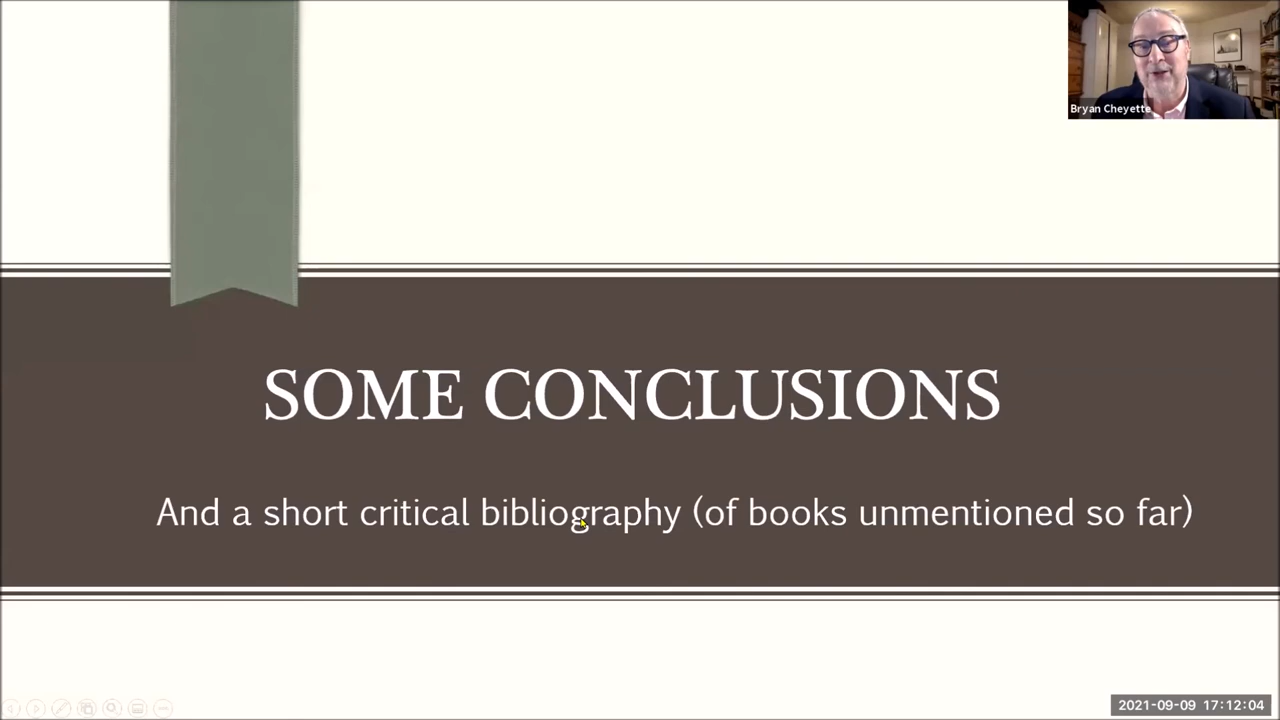 Bryan Cheyette
SOME CONCLUSIONS
And a short critical bibliography (of books unmentioned so far)
2021-09-09 17:12:04